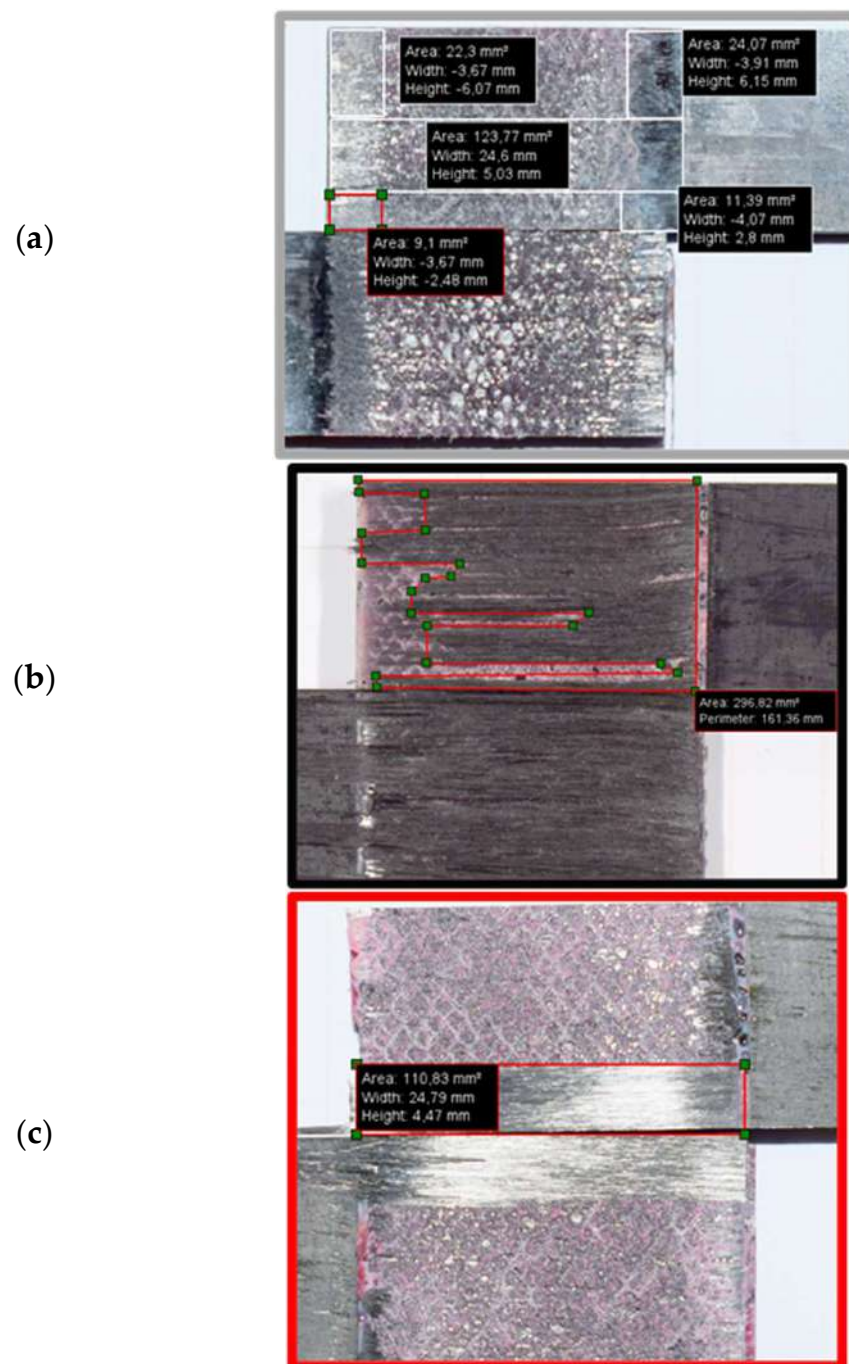 (a)
Area: 22,3 mm²
Width: -3,67 mm
Height: -6,07 mm
Area: 24,07 mm²
Width: -3,91 mm
Height: 6,15 mm
Area: 123,77 mm²
Width: 24,6 mm
Height: 5,03 mm
Area: 11,39 mm²
Width: -4,07 mm
Height: 2,8 mm
Area: 9,1 mm²
Width: -3,67 mm
Height: -2,48 mm
(b)
Area: 296,82 mm²
Perimeter: 161,36 mm
(c)
Area: 110,83 mm²
Width: 24,79 mm
Height: 4,47 mm